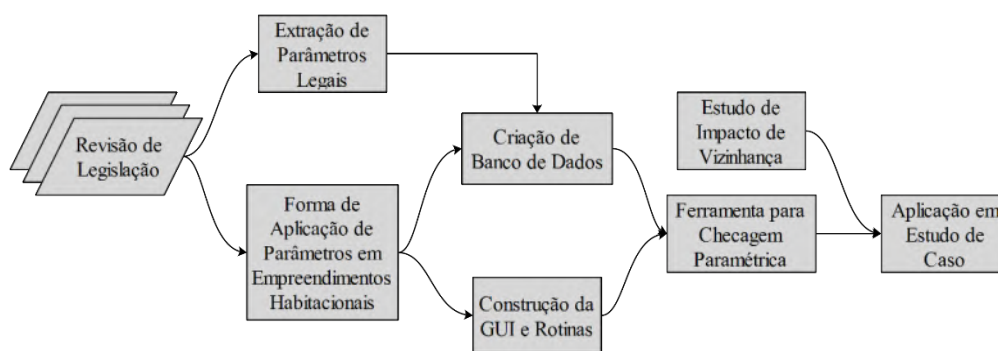 Revisão de
Legislação
Extração de
Parâmetros
Legais
Forma de
Aplicação de
Parâmetros em
Empreendimentos
Habitacionais
Criação de
Banco de Dados
Construção da
GUI e Rotinas
Estudo de
Impacto de
Vizinhança
Ferramenta para
Checagem
Paramétrica
Aplicação em
Estudo de
Caso